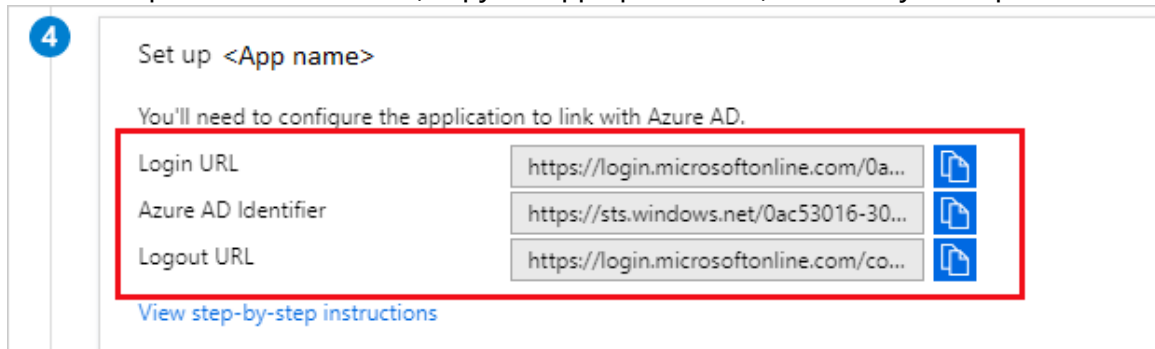 4
Set up <App name>
You'll need to configure the application to link with Azure AD.
Login URL https://login.microsoftonline.com/0a...
Azure AD Identifier https://sts.windows.net/0ac53016-30...
Logout URL https://login.microsoftonline.com/co...
View step-by-step instructions